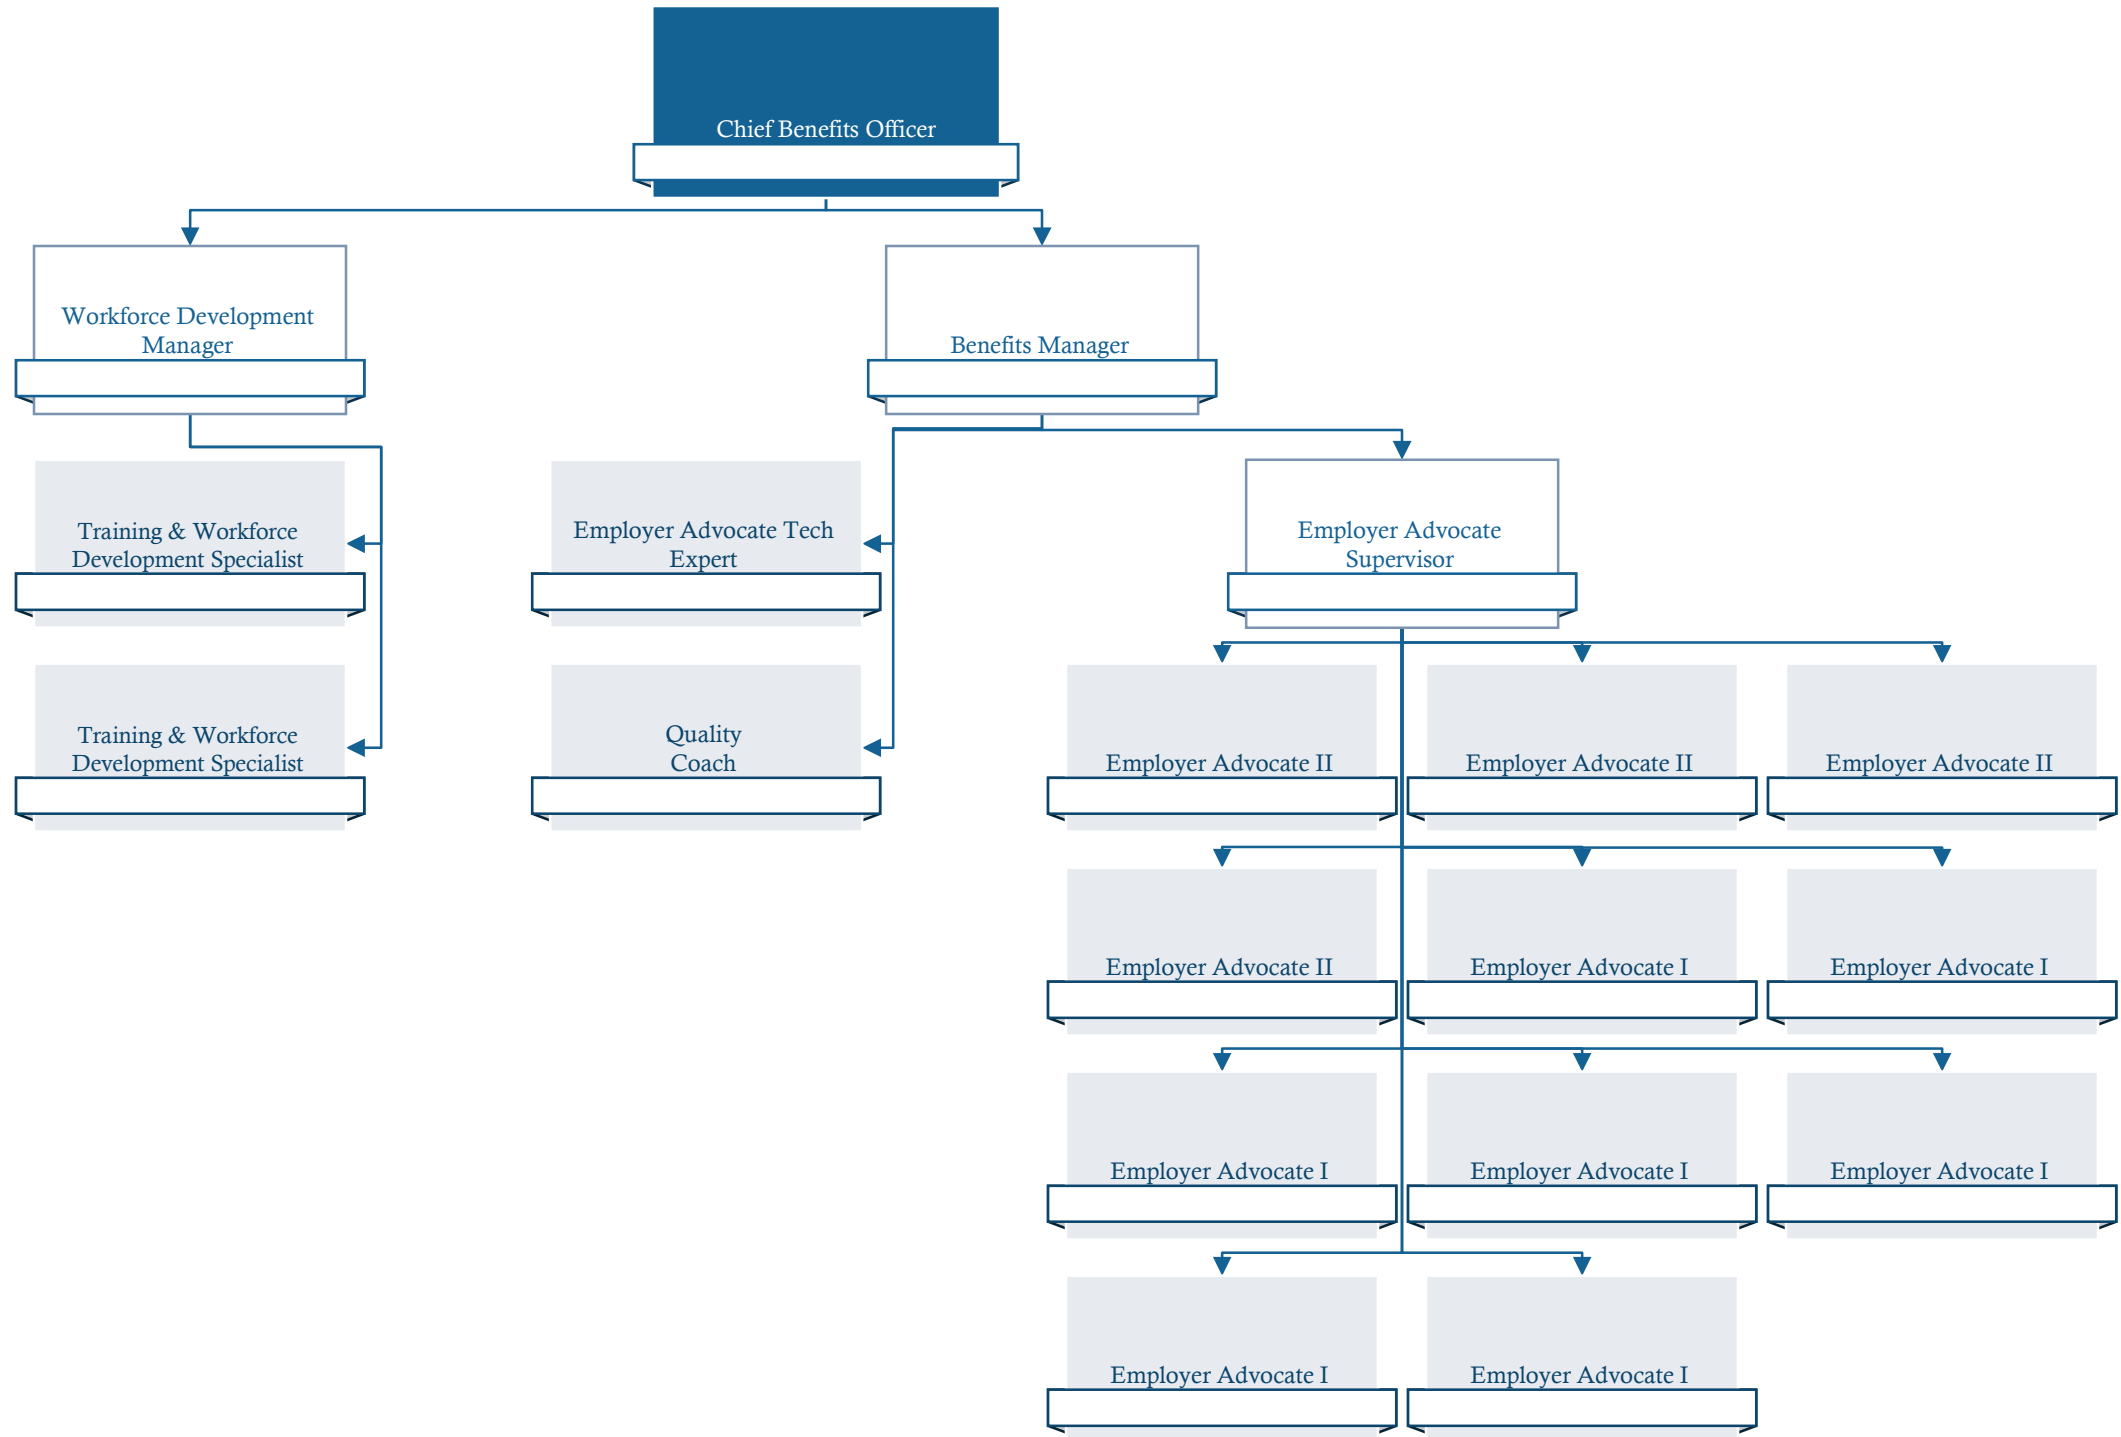 Chief Benefits Officer
Workforce Development
Manager
Benefits Manager
Training & Workforce
Development Specialist
Employer Advocate Tech
Expert
Employer Advocate
Supervisor
Training & Workforce
Development Specialist
Quality
Coach
Employer Advocate II
Employer Advocate II
Employer Advocate II
Employer Advocate II
Employer Advocate I
Employer Advocate I
Employer Advocate I
Employer Advocate I
Employer Advocate I
Employer Advocate I
Employer Advocate I